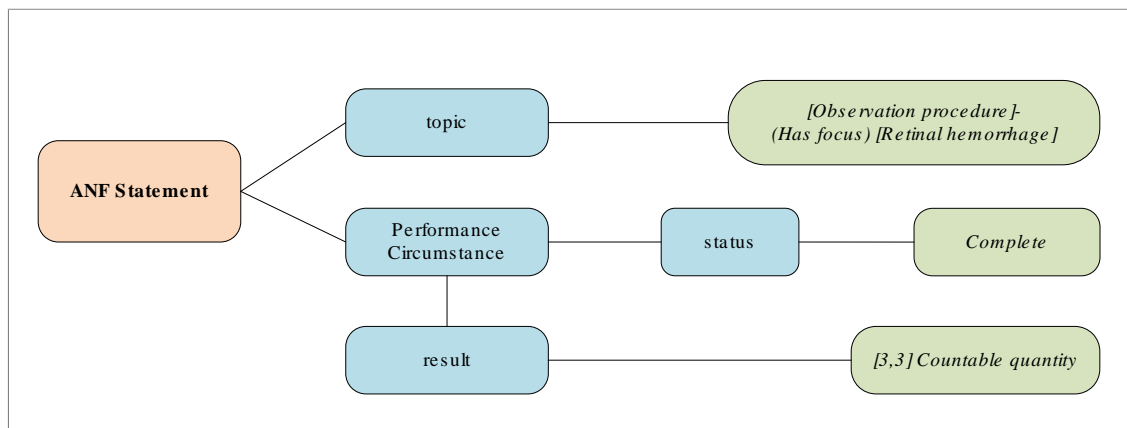 topic
[Observation procedure]-
(Has focus) [Retinal hemorrhage]
ANF Statement
Performance
Circumstance
status
Complete
result
[3,3] Countable quantity